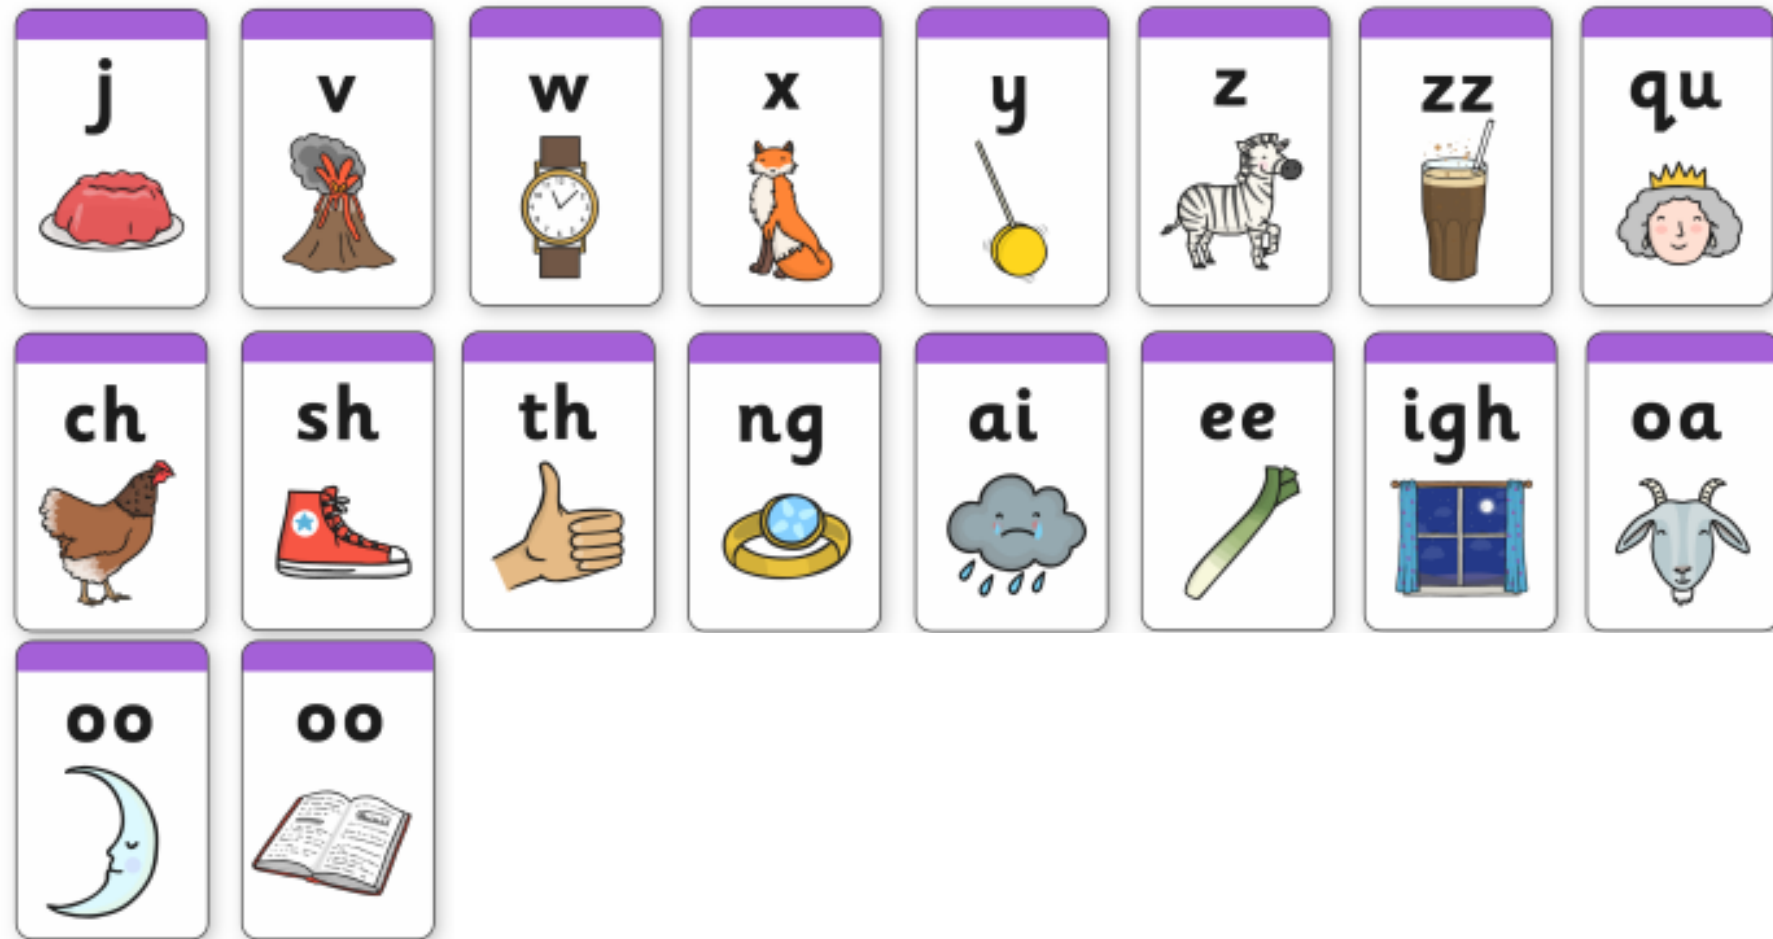 j v w x y z zz qu
ch sh th ng ai ee igh oa
oo oo